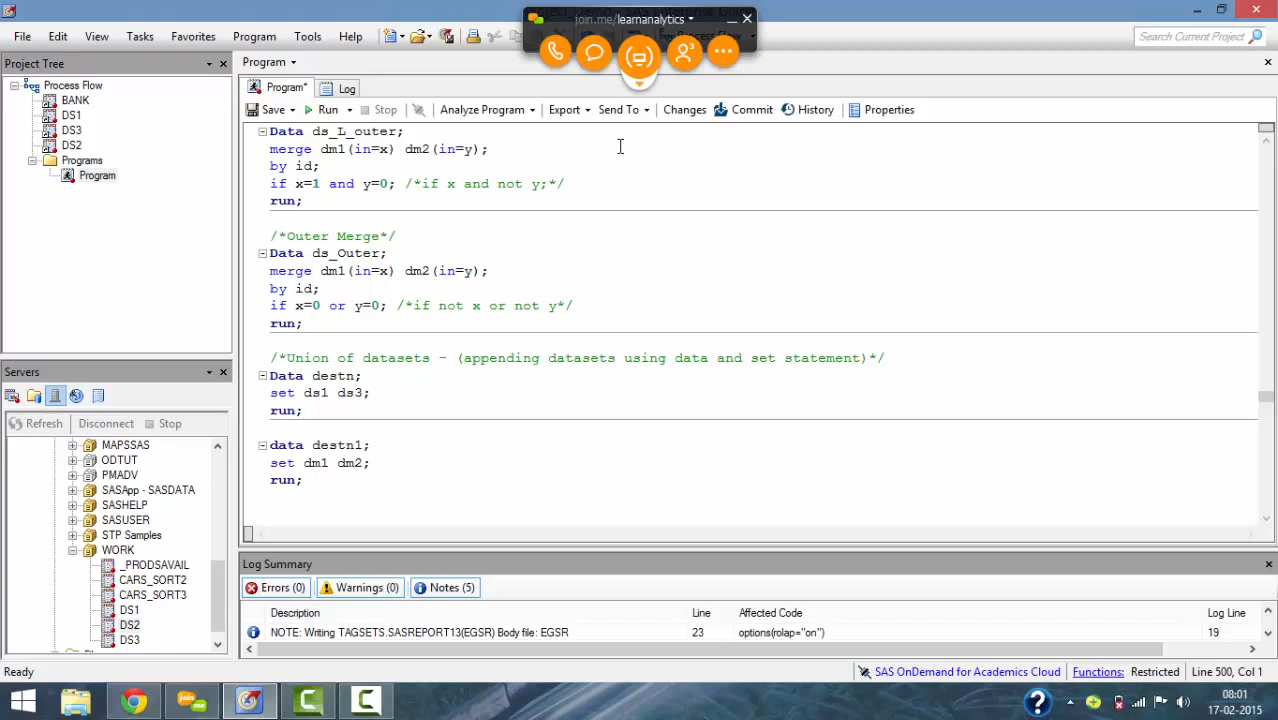 Project_Demo - SAS Enterprise Guide
join.me/learnanalytics
File Edit View Tasks Favorites Program Tools Help
Process Flow
Search Current Project
Project Tree
Program
Process Flow
BANK
DS1
DS3
DS2
Programs
Program
Program* Log
Save Run Stop Analyze Program Export Send To Changes Commit History Properties
Data ds_L_outer;
merge dm1(in=x) dm2(in=y);
by id;
if x=1 and y=0; /*if x and not y;*/
run;
/*Outer Merge*/
Data ds_Outer;
merge dm1(in=x) dm2(in=y);
by id;
if x=0 or y=0; /*if not x or not y*/
run;
/*Union of datasets - (appending datasets using data and set statement)*/
Data destn;
set ds1 ds3;
run;
data destn1;
set dm1 dm2;
run;
Servers
Refresh Disconnect Stop
MAPSSAS
ODTUT
PMADV
SASApp - SASDATA
SASHELP
SASUSER
STP Samples
WORK
_PRODSAVAIL
CARS_SORT2
CARS_SORT3
DS1
DS2
DS3
Log Summary
Errors (0) Warnings (0) Notes (5)
Description Line Affected Code Log Line
NOTE: Writing TAGSETS.SASREPORT13(EGSR) Body file: EGSR 23 options(rolap="on") 19
Ready SAS OnDemand for Academics Cloud Functions: Restricted Line 500, Col 1
08:01
17-02-2015